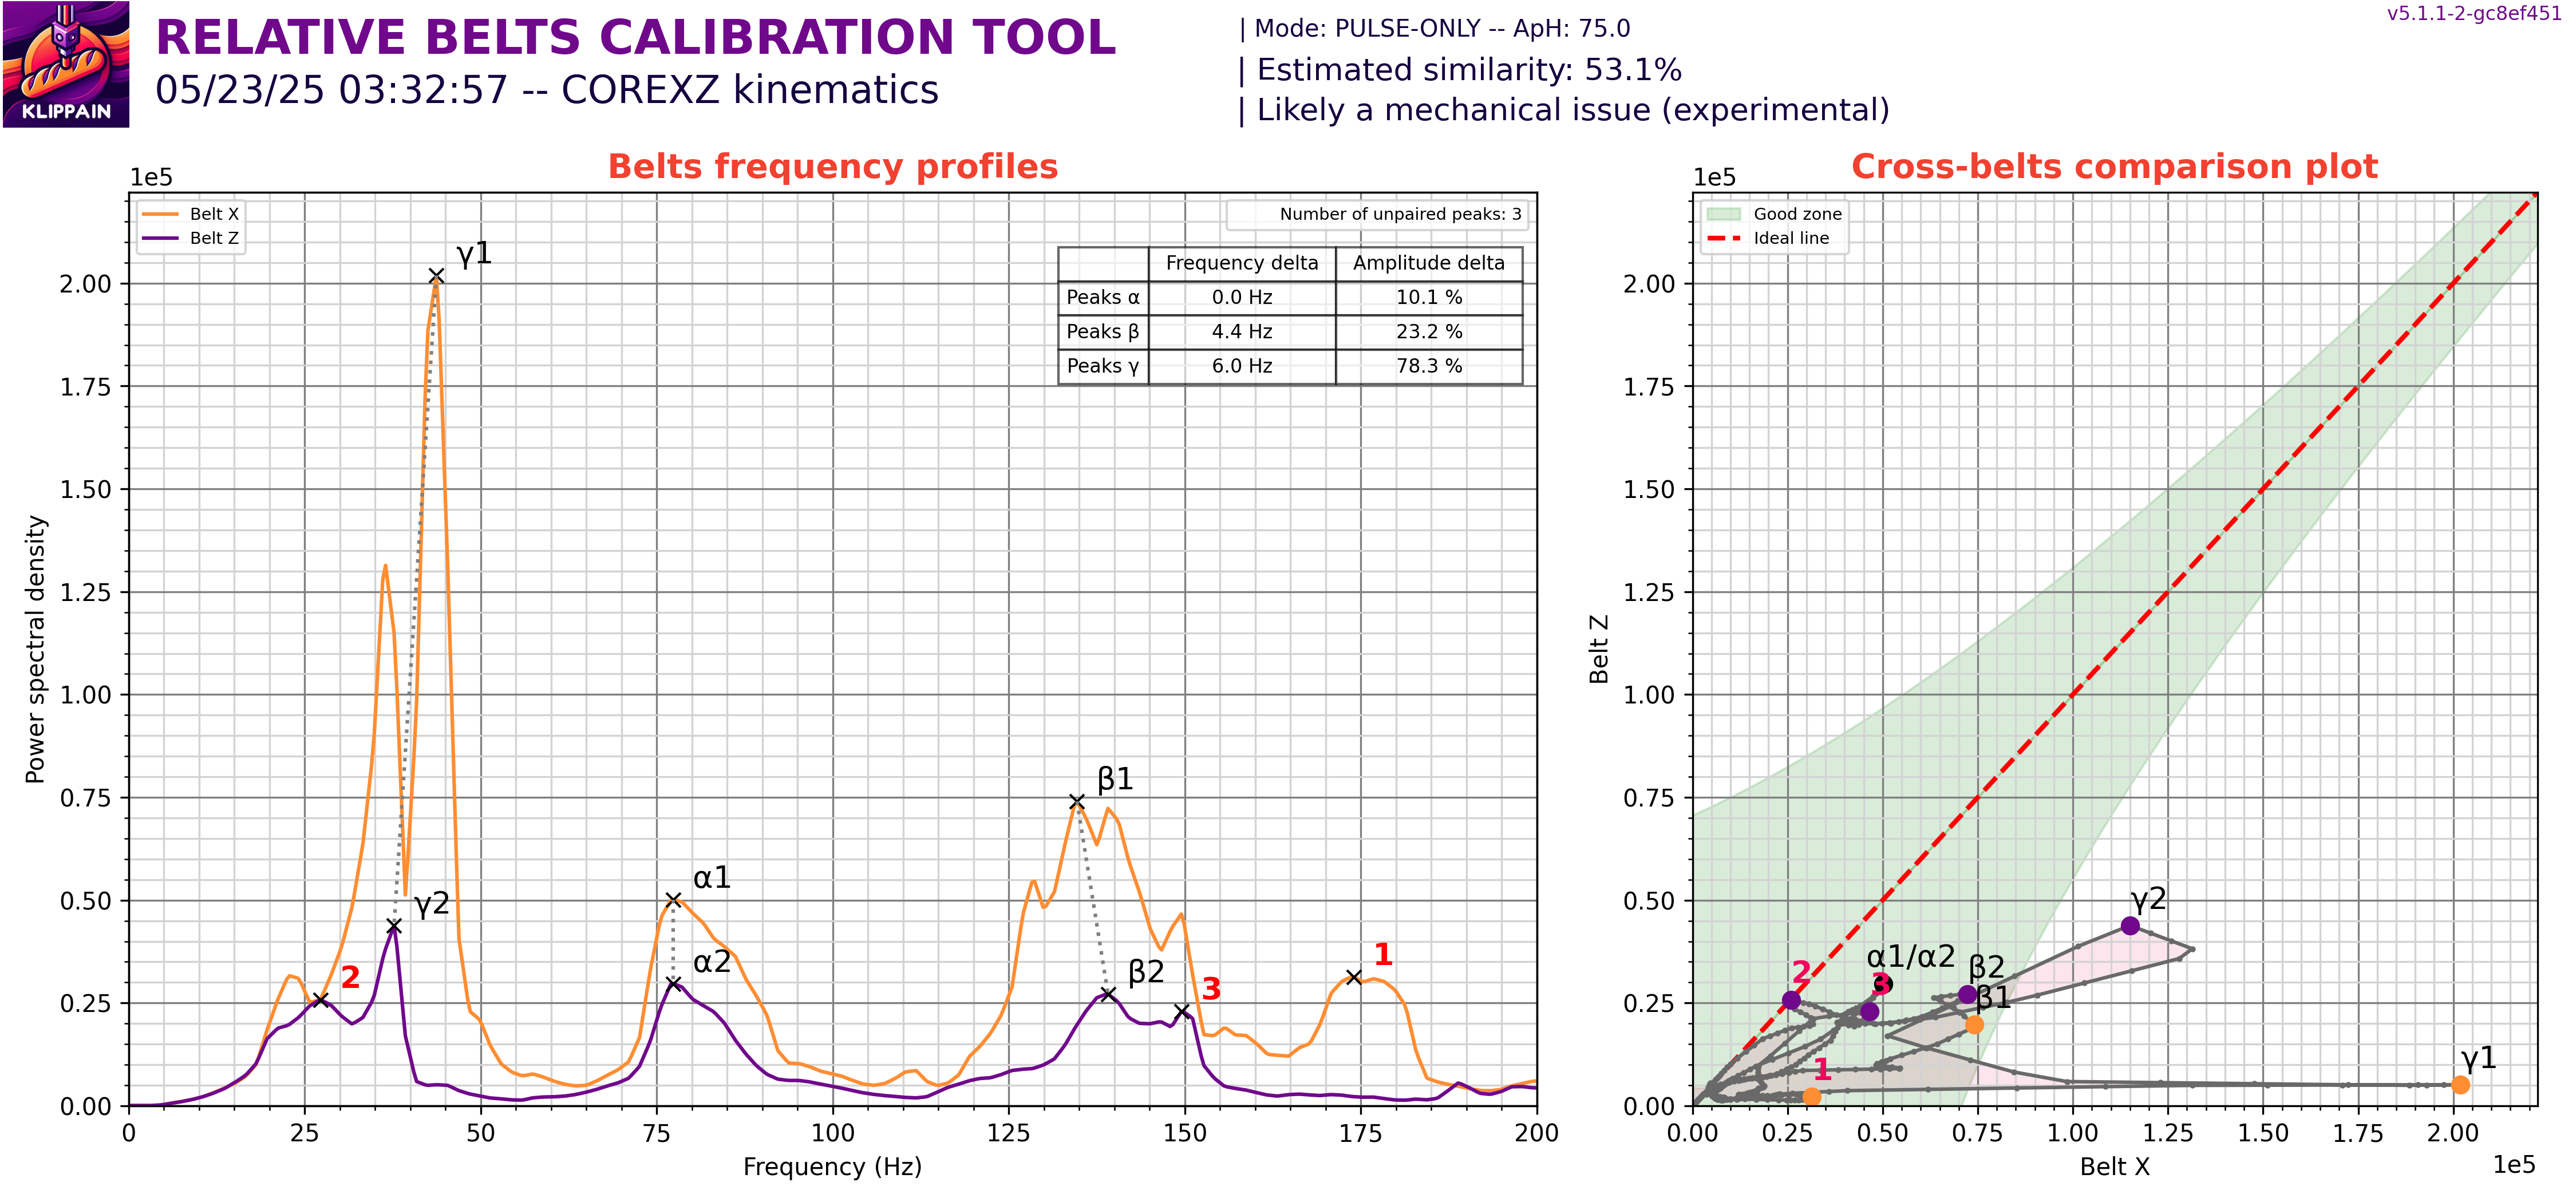 KLIPPAIN
RELATIVE BELTS CALIBRATION TOOL
05/23/25 03:32:57 -- COREXZ kinematics
| Mode: PULSE-ONLY -- ApH: 75.0
| Estimated similarity: 53.1%
| Likely a mechanical issue (experimental)
v5.1.1-2-gc8ef451
Belts frequency profiles
1e5
Belt X
Belt Z
Number of unpaired peaks: 3
Frequency delta Amplitude delta
Peaks α 0.0 Hz 10.1 %
Peaks β 4.4 Hz 23.2 %
Peaks γ 6.0 Hz 78.3 %
γ1
γ2
2
α1
α2
β1
β2
3
1
2.00
1.75
1.50
1.25
1.00
0.75
0.50
0.25
0.00
Power spectral density
0 25 50 75 100 125 150 175 200
Frequency (Hz)
Cross-belts comparison plot
1e5
Good zone
Ideal line
γ2
α1/α2
2
3
β2
β1
1
γ1
2.00
1.75
1.50
1.25
1.00
0.75
0.50
0.25
0.00
Belt Z
0.00 0.25 0.50 0.75 1.00 1.25 1.50 1.75 2.00
Belt X
1e5